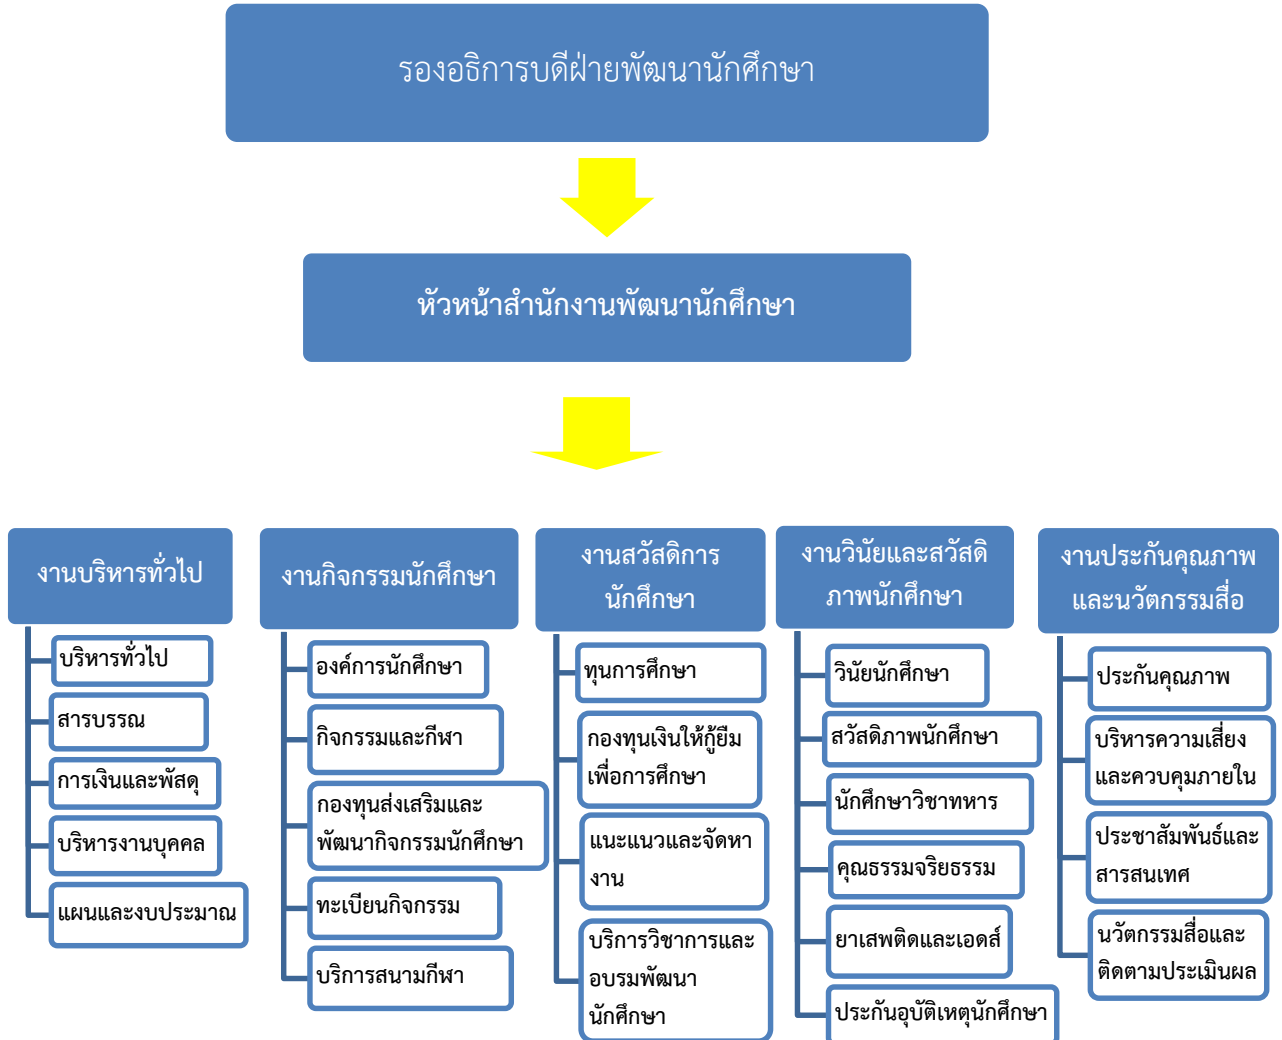 รองอธิการบดีฝ่ายพัฒนานักศึกษา
หัวหน้าสำนักงานพัฒนานักศึกษา
งานบริหารทั่วไป
บริหารทั่วไป
สารบรรณ
การเงินและพัสดุ
บริหารงานบุคคล
แผนและงบประมาณ
งานกิจกรรมนักศึกษา
องค์การนักศึกษา
กิจกรรมและกีฬา
กองทุนส่งเสริมและ
พัฒนากิจกรรมนักศึกษา
ทะเบียนกิจกรรม
บริการสนามกีฬา
งานสวัสดิการ
นักศึกษา
ทุนการศึกษา
กองทุนเงินให้กู้ยืม
เพื่อการศึกษา
แนะแนวและจัดหา
งาน
บริการวิชาการและ
อบรมพัฒนา
นักศึกษา
งานวินัยและสวัสดิ
ภาพนักศึกษา
วินัยนักศึกษา
สวัสดิภาพนักศึกษา
นักศึกษาวิชาทหาร
คุณธรรมจริยธรรม
ยาเสพติดและเอดส์
ประกันอุบัติเหตุนักศึกษา
งานประกันคุณภาพ
และนวัตกรรมสื่อ
ประกันคุณภาพ
บริหารความเสี่ยง
และควบคุมภายใน
ประชาสัมพันธ์และ
สารสนเทศ
นวัตกรรมสื่อและ
ติดตามประเมินผล